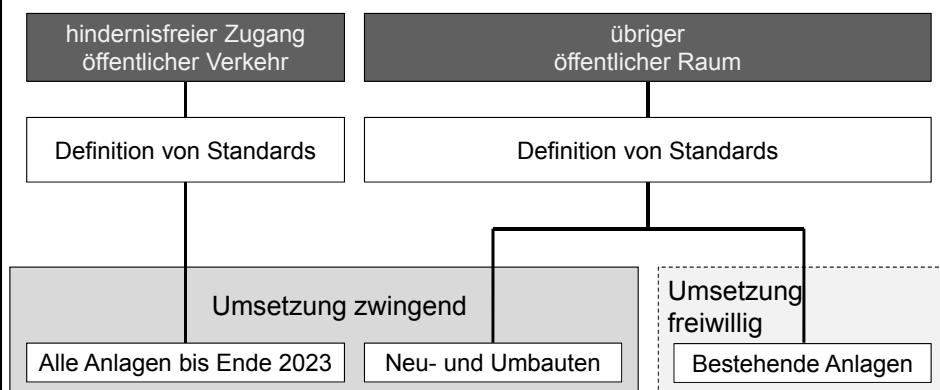 hindernisfreier Zugang
öffentlicher Verkehr
übriger
öffentlicher Raum
Definition von Standards
Definition von Standards
Umsetzung zwingend
Umsetzung
freiwillig
Alle Anlagen bis Ende 2023
Neu- und Umbauten
Bestehende Anlagen